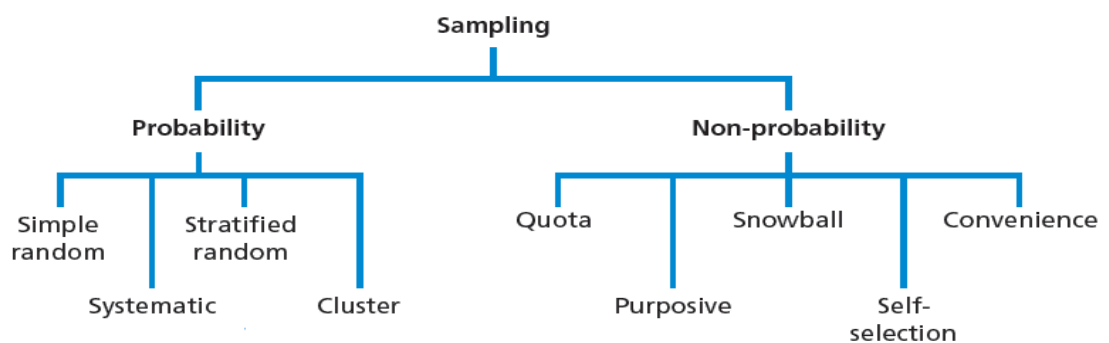 Sampling
Probability
Non-probability
Simple
random
Stratified
random
Quota
Snowball
Convenience
Systematic
Cluster
Purposive
Self-
selection